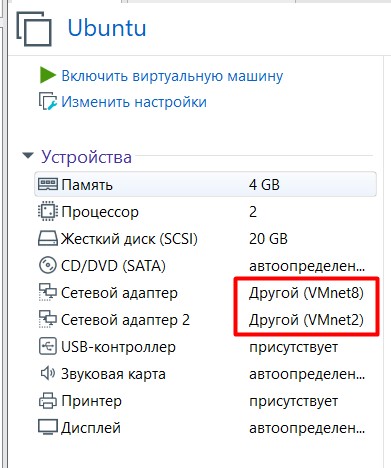 Ubuntu
Включить виртуальную машину
Изменить настройки
Устройства
Память 4 GB
Процессор 2
Жесткий диск (SCSI) 20 GB
CD/DVD (SATA) автоопределен...
Сетевой адаптер Другой (VMnet8)
Сетевой адаптер 2 Другой (VMnet2)
USB-контроллер присутствует
Звуковая карта автоопределен...
Принтер присутствует
Дисплей автоопределен...